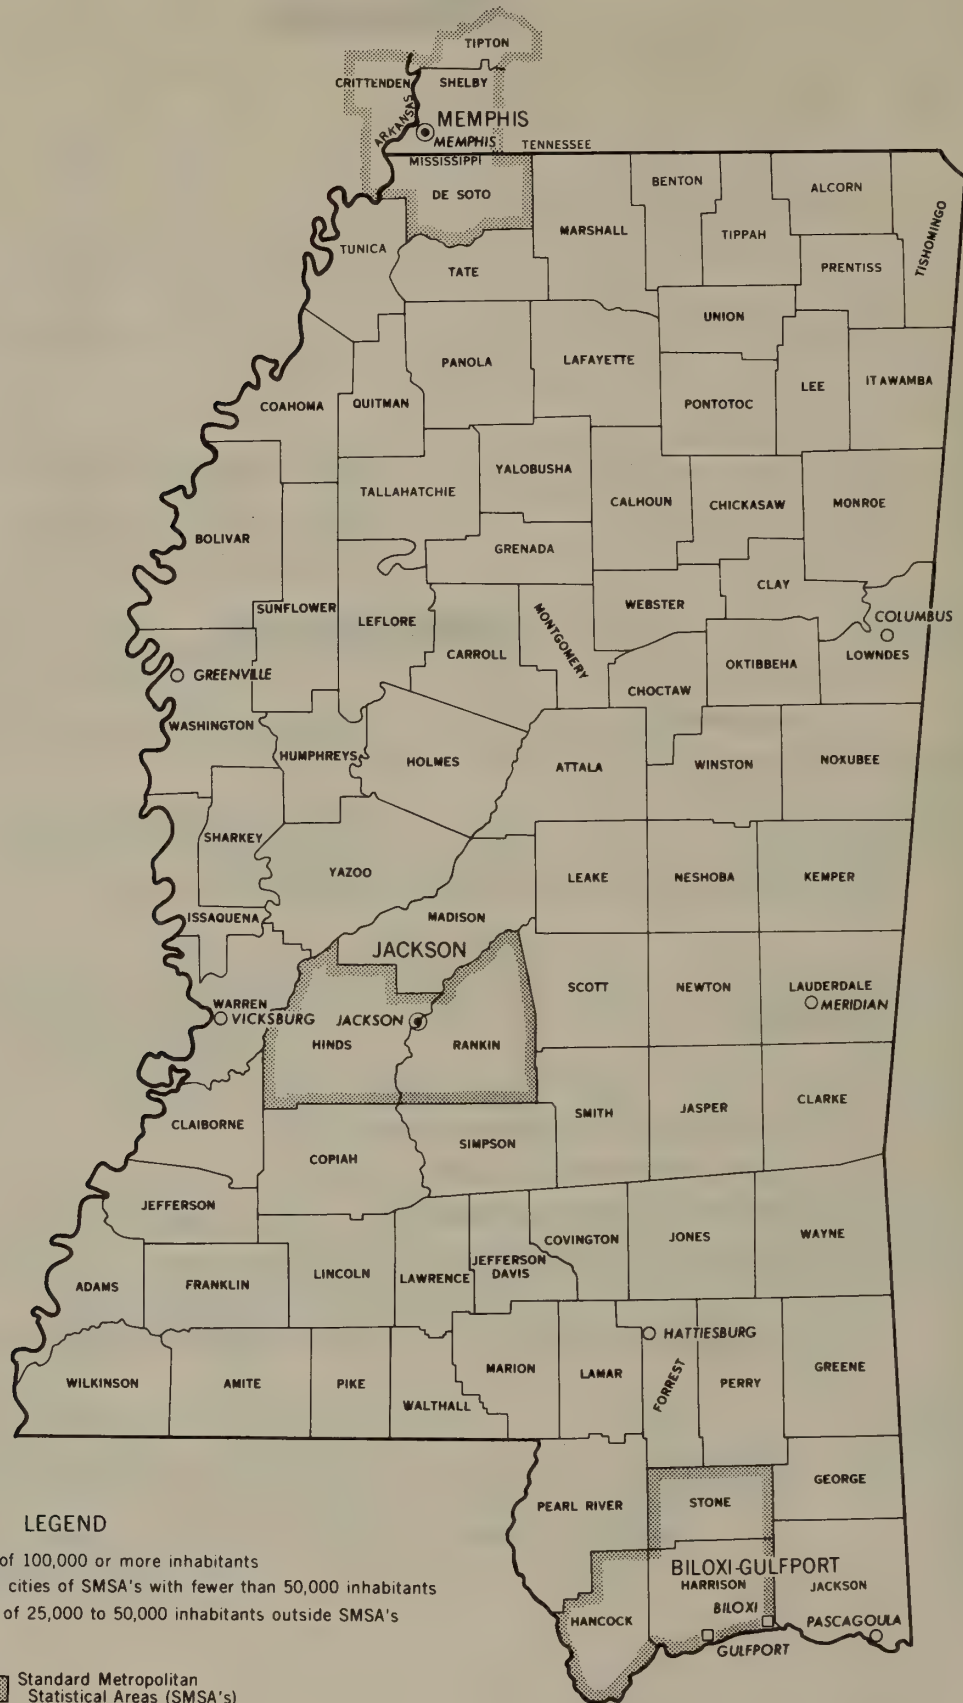 TIPTON
CRITTENDEN
SHELBY
ARKANSAS
MEMPHIS
MEMPHIS
TENNESSEE
MISSISSIPPI
DE SOTO
BENTON
ALCORN
TISHOMINGO
MARSHALL
TIPPAH
TUNICA
TATE
PRENTISS
UNION
PANOLA
LAFAYETTE
LEE
ITAWAMBA
COAHOMA
QUITMAN
PONTOTOC
YALOBUSHA
TALLAHATCHIE
CALHOUN
CHICKASAW
MONROE
BOLIVAR
GRENADA
CLAY
SUNFLOWER
LEFLORE
MONTGOMERY
WEBSTER
COLUMBUS
CARROLL
OKTIBBEHA
LOWNDES
GREENVILLE
CHOCTAW
WASHINGTON
HUMPHREYS
HOLMES
ATTALA
WINSTON
NOXUBEE
SHARKEY
YAZOO
LEAKE
NESHOBA
KEMPER
ISSAQUENA
MADISON
JACKSON
SCOTT
NEWTON
LAUDERDALE
WARREN
MERIDIAN
VICKSBURG
JACKSON
HINDS
RANKIN
SMITH
JASPER
CLARKE
CLAIBORNE
SIMPSON
COPIAH
JEFFERSON
COVINGTON
JONES
WAYNE
ADAMS
FRANKLIN
LINCOLN
LAWRENCE
JEFFERSON
DAVIS
HATTIESBURG
WILKINSON
AMITE
PIKE
WALTHALL
MARION
LAMAR
FORREST
PERRY
GREENE
GEORGE
PEARL RIVER
STONE
BILOXI-GULFPORT
HARRISON
JACKSON
HANCOCK
BILOXI
PASCAGOULA
GULFPORT
LEGEND
of 100,000 or more inhabitants
cities of SMSA's with fewer than 50,000 inhabitants
of 25,000 to 50,000 inhabitants outside SMSA's
Standard Metropolitan
Statistical Areas (SMSA's)